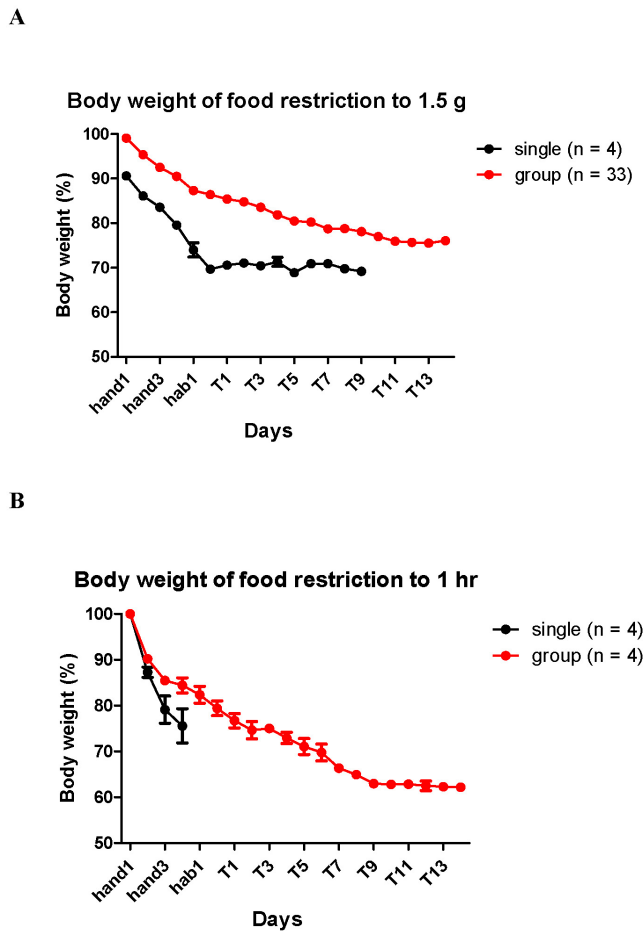 A
Body weight of food restriction to 1.5 g
100
90
80
70
60
50
Body weight (%)
hand1
hand3
hab1
T1
T3
T5
T7
T9
T11
T13
Days
single (n = 4)
group (n = 33)
B
Body weight of food restriction to 1 hr
100
90
80
70
60
50
Body weight (%)
hand1
hand3
hab1
T1
T3
T5
T7
T9
T11
T13
Days
single (n = 4)
group (n = 4)